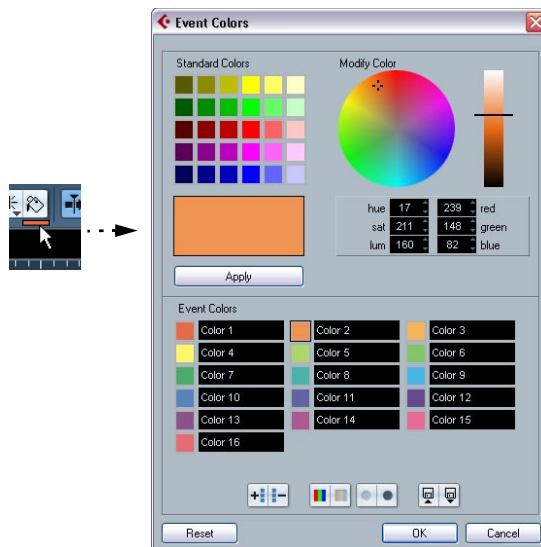 Event Colors
Standard Colors
Modify Color
hue 17 239 red
sat 211 148 green
lum 160 82 blue
Apply
Event Colors
Color 1 Color 2 Color 3
Color 4 Color 5 Color 6
Color 7 Color 8 Color 9
Color 10 Color 11 Color 12
Color 13 Color 14 Color 15
Color 16
Reset OK Cancel